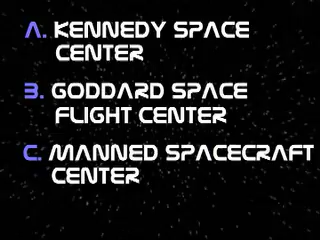 A. KENNEDY SPACE
CENTER
B. GODDARD SPACE
FLIGHT CENTER
C. MANNED SPACECRAFT
CENTER